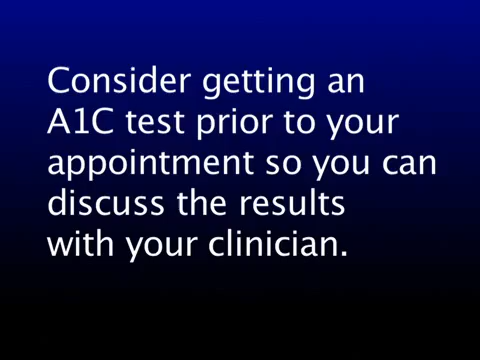 Consider getting an
A1C test prior to your
appointment so you can
discuss the results
with your clinician.